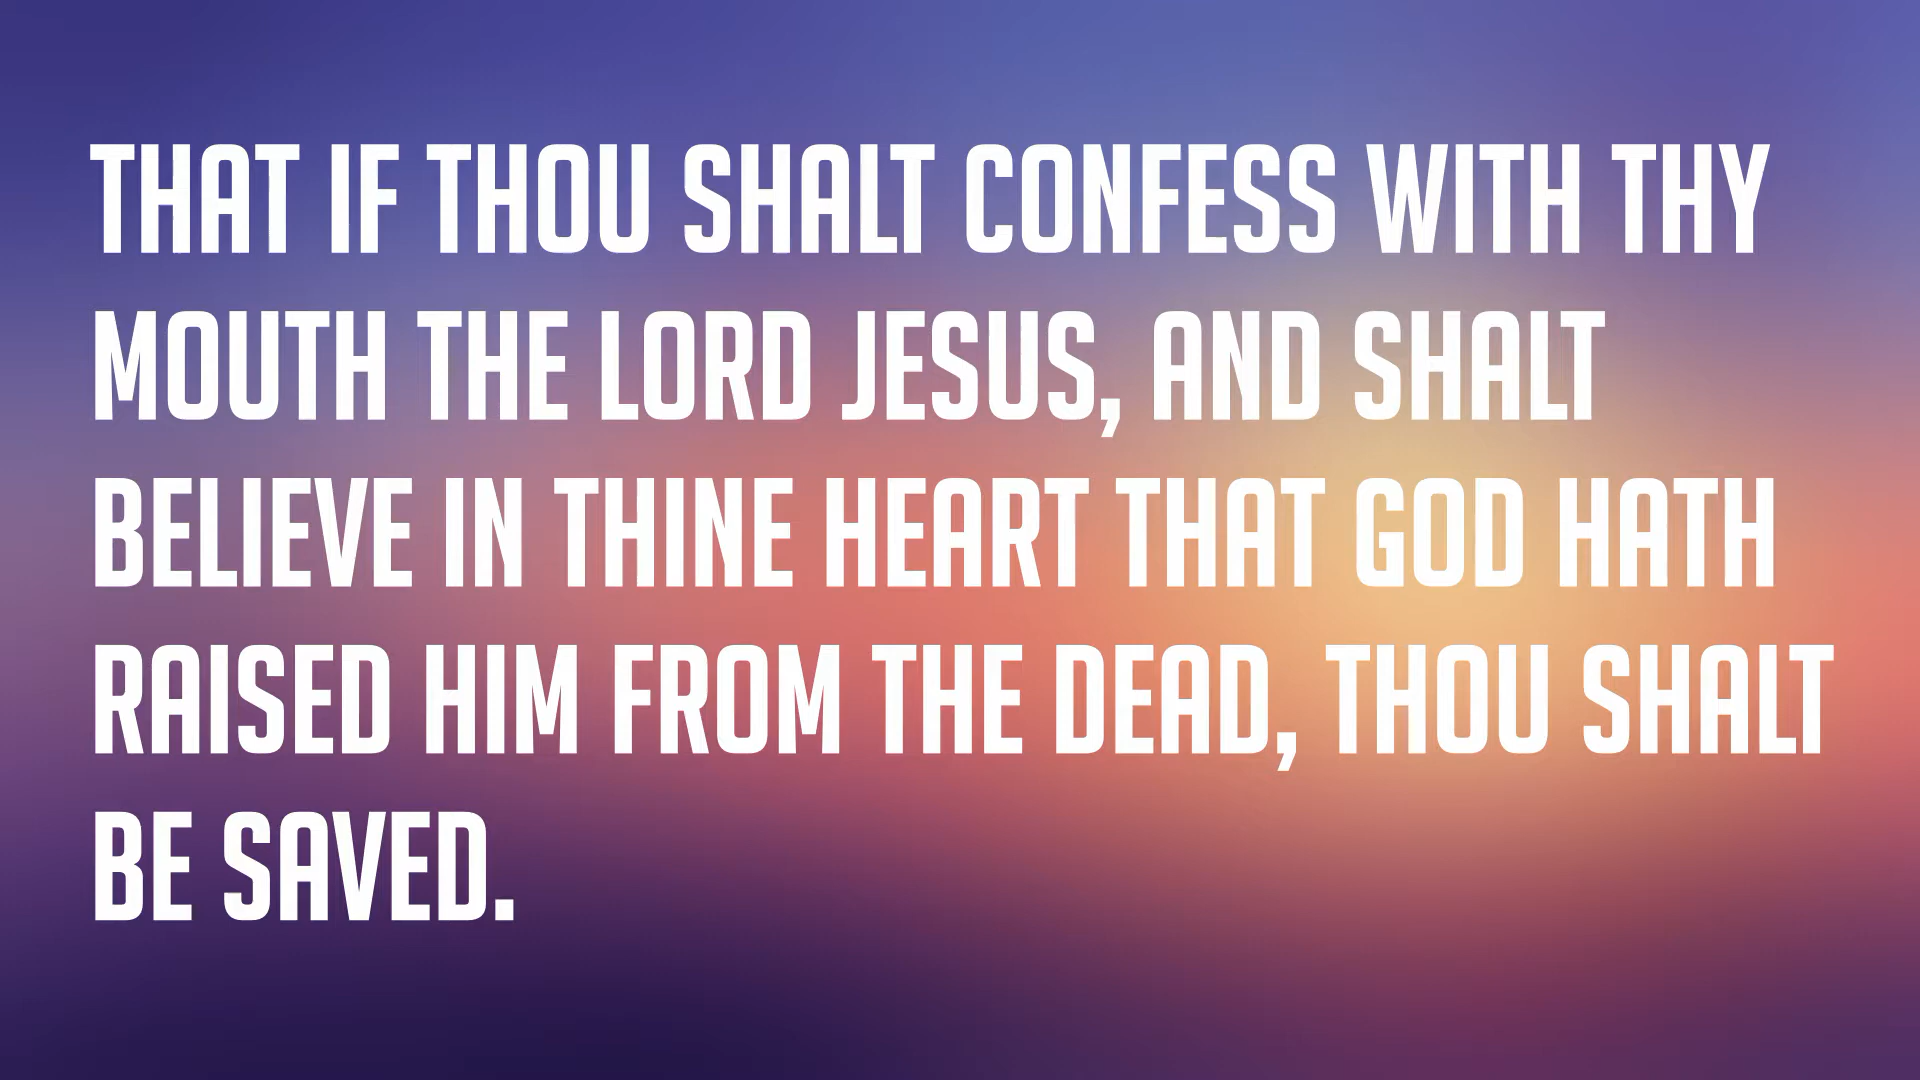 THAT IF THOU SHALT CONFESS WITH THY
MOUTH THE LORD JESUS, AND SHALT
BELIEVE IN THINE HEART THAT GOD HATH
RAISED HIM FROM THE DEAD, THOU SHALT
BE SAVED.